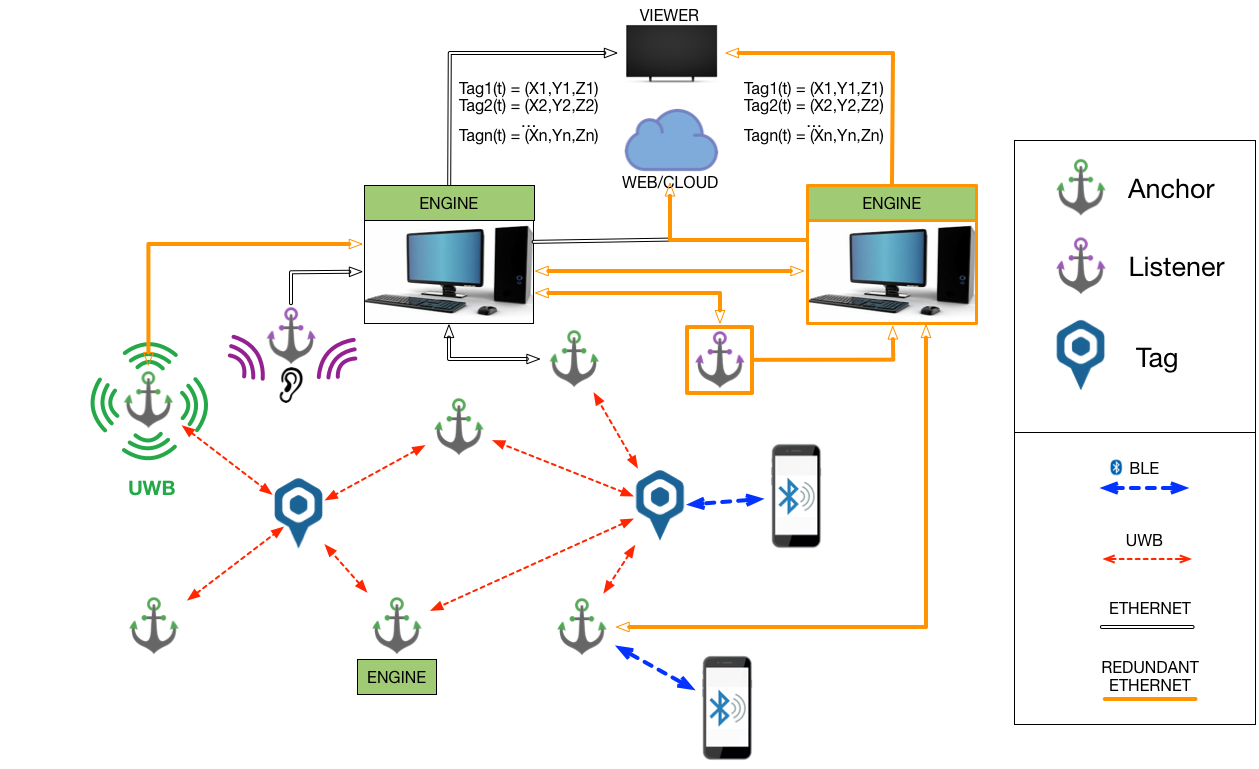 VIEWER
Tag1(t) = (X1,Y1,Z1)
Tag2(t) = (X2,Y2,Z2)
...
Tagn(t) = (Xn,Yn,Zn)
Tag1(t) = (X1,Y1,Z1)
Tag2(t) = (X2,Y2,Z2)
...
Tagn(t) = (Xn,Yn,Zn)
WEB/CLOUD
ENGINE
ENGINE
Anchor
Listener
Tag
UWB
ENGINE
BLE
UWB
ETHERNET
REDUNDANT
ETHERNET